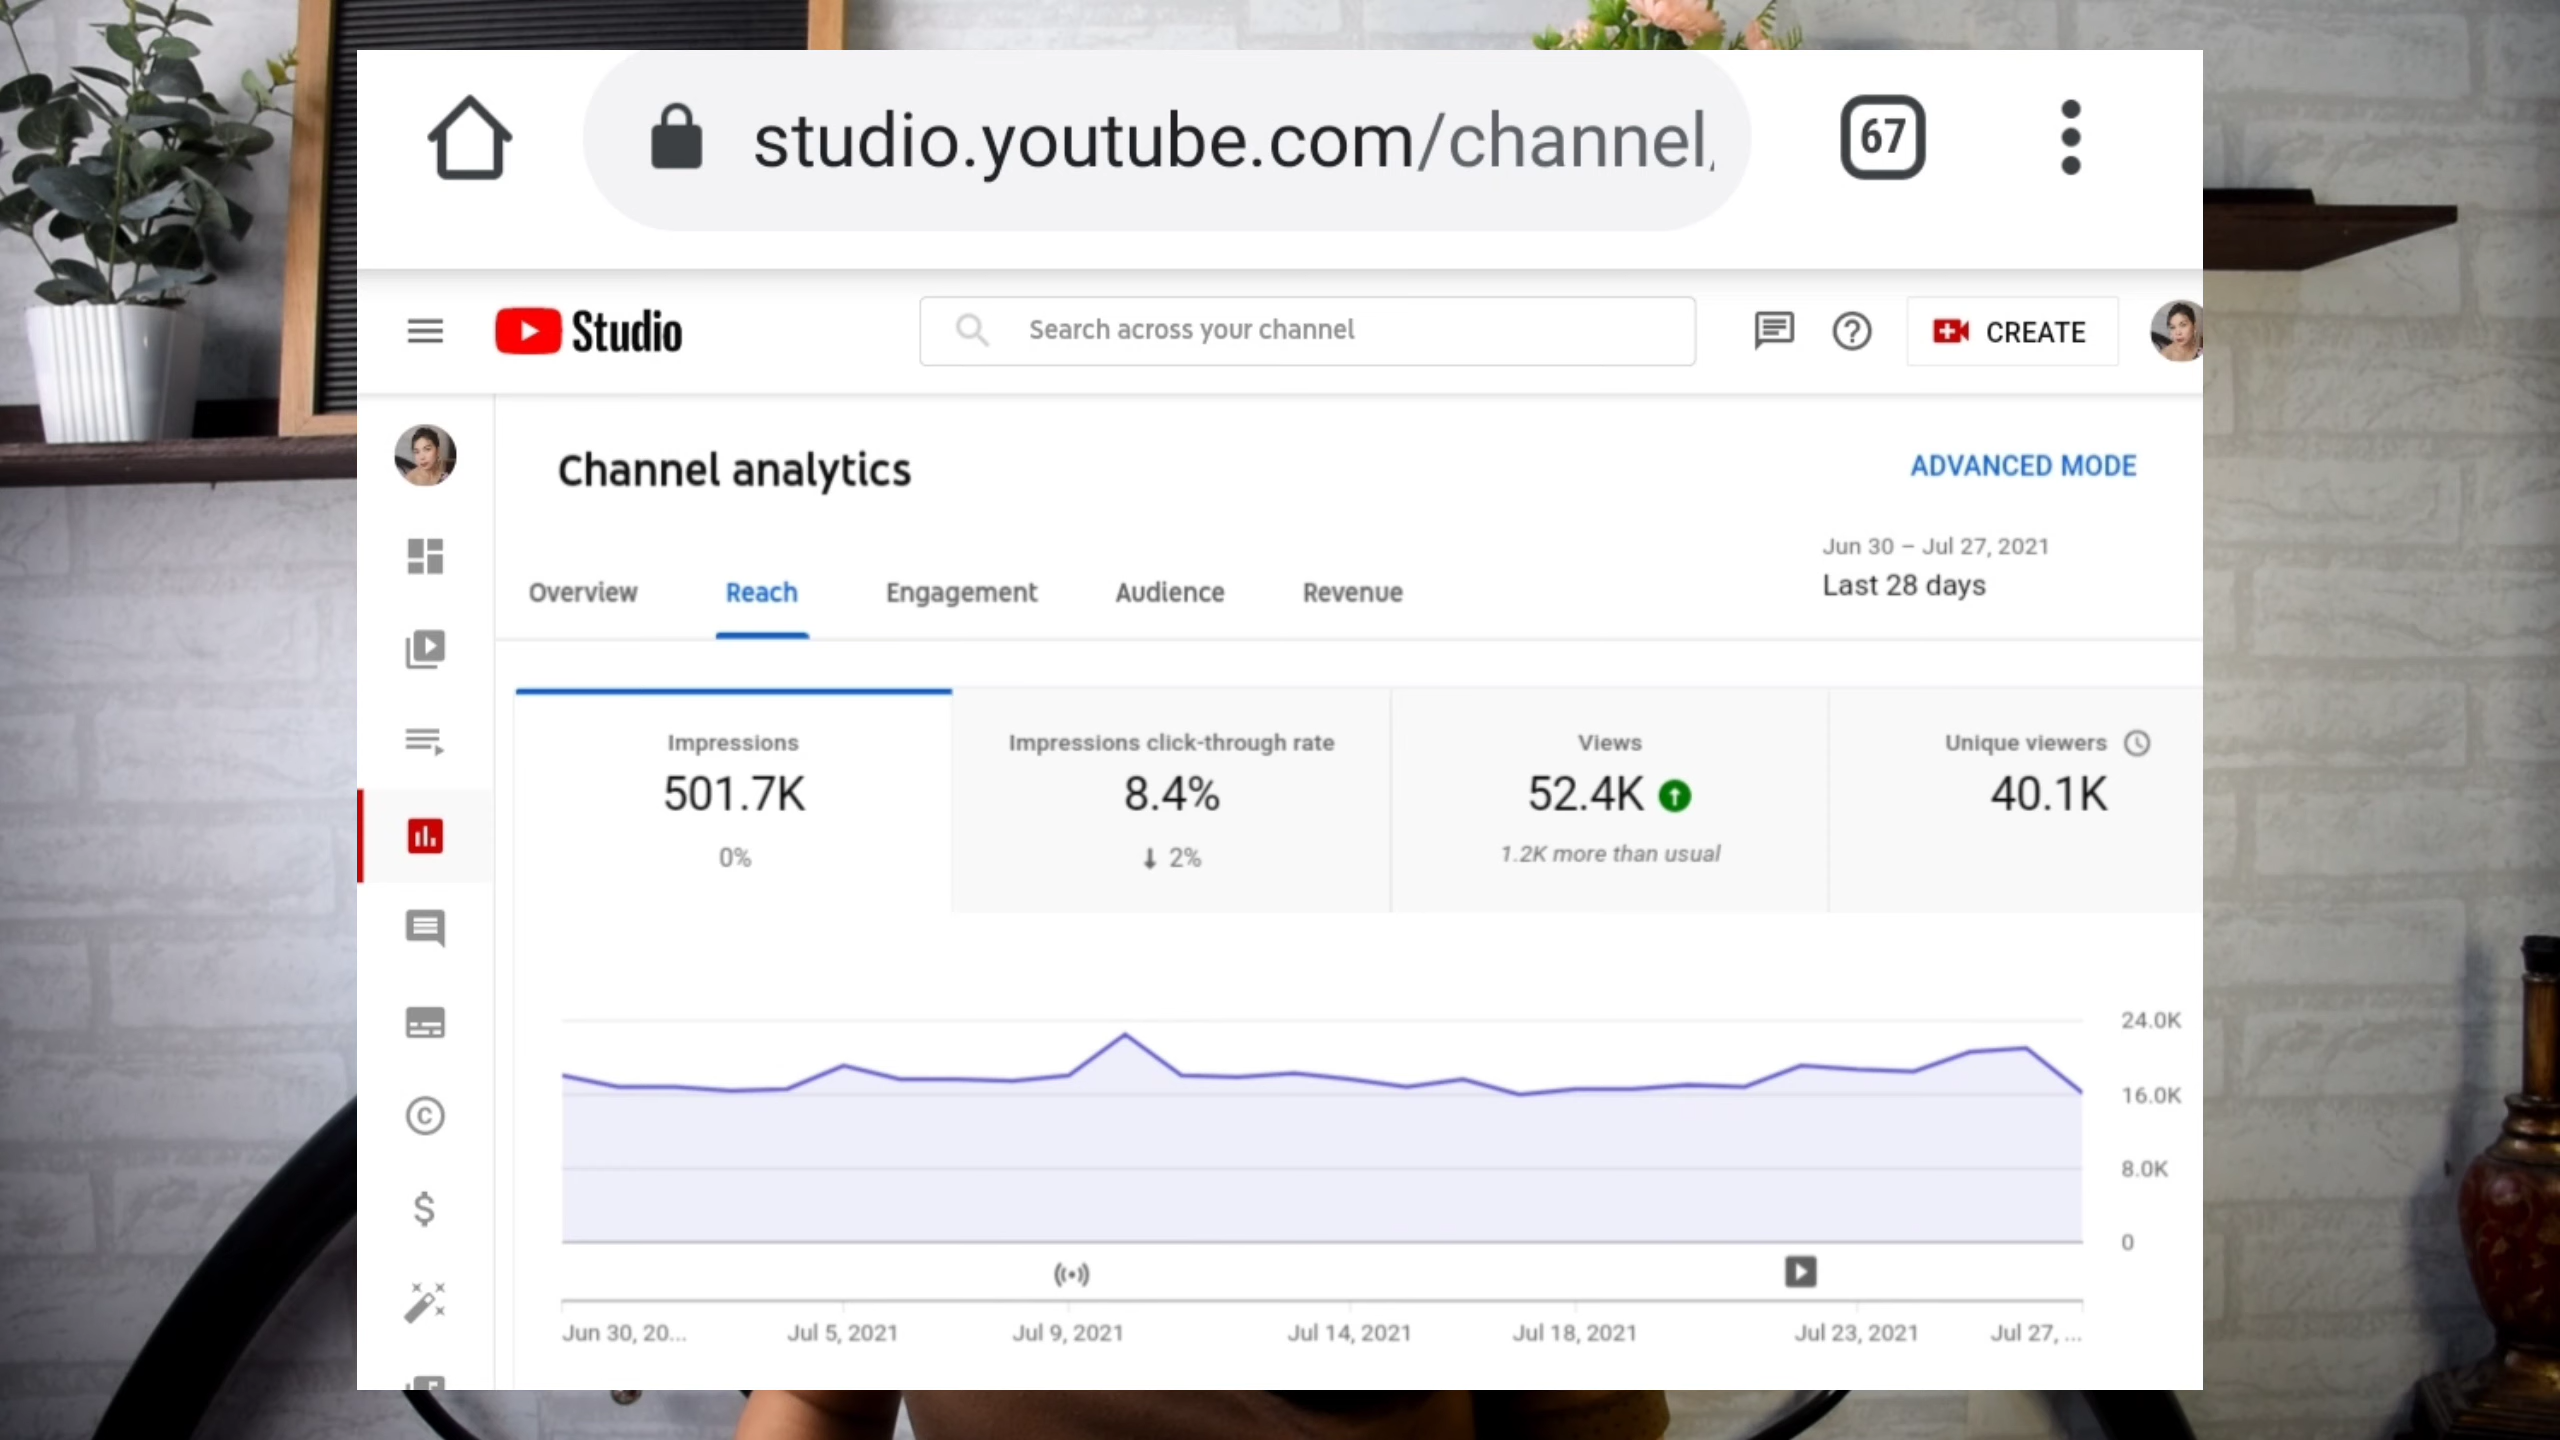 studio.youtube.com/channel
67
Studio
Search across your channel
CREATE
Channel analytics
ADVANCED MODE
Jun 30 – Jul 27, 2021
Last 28 days
Overview
Reach
Engagement
Audience
Revenue
Impressions
501.7K
0%
Impressions click-through rate
8.4%
2%
Views
52.4K
1.2K more than usual
Unique viewers
40.1K
24.0K
16.0K
8.0K
0
Jun 30, 20...
Jul 5, 2021
Jul 9, 2021
Jul 14, 2021
Jul 18, 2021
Jul 23, 2021
Jul 27, ...